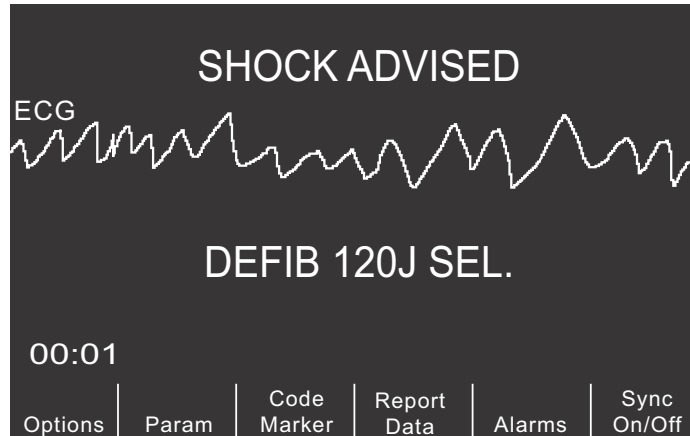 SHOCK ADVISED
ECG
DEFIB 120J SEL.
00:01
Options
Param
Code
Marker
Report
Data
Alarms
Sync
On/Off